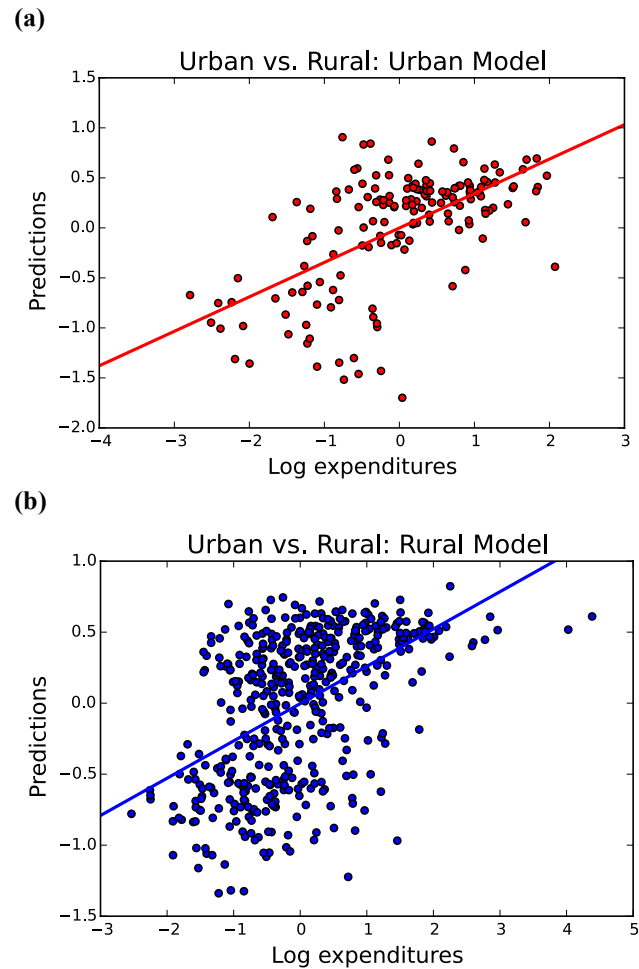 (a)
Urban vs. Rural: Urban Model
1.5
1.0
0.5
0.0
−0.5
−1.0
−1.5
−2.0
Predictions
−4 −3 −2 −1 0 1 2 3
Log expenditures
(b)
Urban vs. Rural: Rural Model
1.0
0.5
0.0
−0.5
−1.0
−1.5
Predictions
−3 −2 −1 0 1 2 3 4 5
Log expenditures